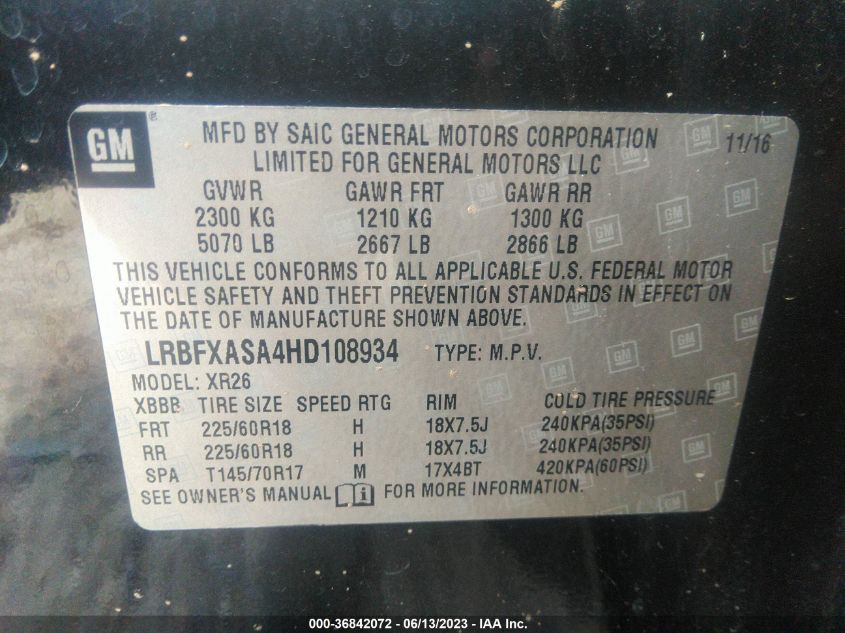 GM
MFD BY SAIC GENERAL MOTORS CORPORATION 11/16
LIMITED FOR GENERAL MOTORS LLC
GVWR GAWR FRT GAWR RR
2300 KG 1210 KG 1300 KG
5070 LB 2667 LB 2866 LB
THIS VEHICLE CONFORMS TO ALL APPLICABLE U.S. FEDERAL MOTOR
VEHICLE SAFETY AND THEFT PREVENTION STANDARDS IN EFFECT ON
THE DATE OF MANUFACTURE SHOWN ABOVE.
LRBFXASA4HD108934 TYPE: M.P.V.
MODEL: XR26
XBBB TIRE SIZE SPEED RTG RIM COLD TIRE PRESSURE
FRT 225/60R18 H 18X7.5J 240KPA(35PSI)
RR 225/60R18 H 18X7.5J 240KPA(35PSI)
SPA T145/70R17 M 17X4BT 420KPA(60PSI)
SEE OWNER'S MANUAL i FOR MORE INFORMATION.
000-36842072 - 06/13/2023 - IAA Inc.